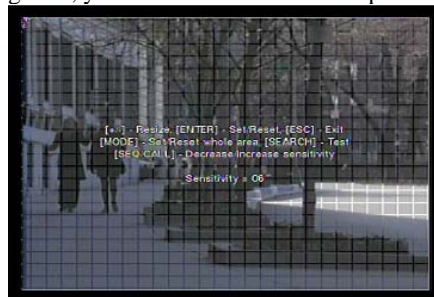 [+/-] - Resize, [ENTER] - Set/Reset, [ESC] - Exit
[MODE] - Set/Reset whole area, [SEARCH] - Test
[SEQ CALL] - Decrease/Increase sensitivity
Sensitivity = 06